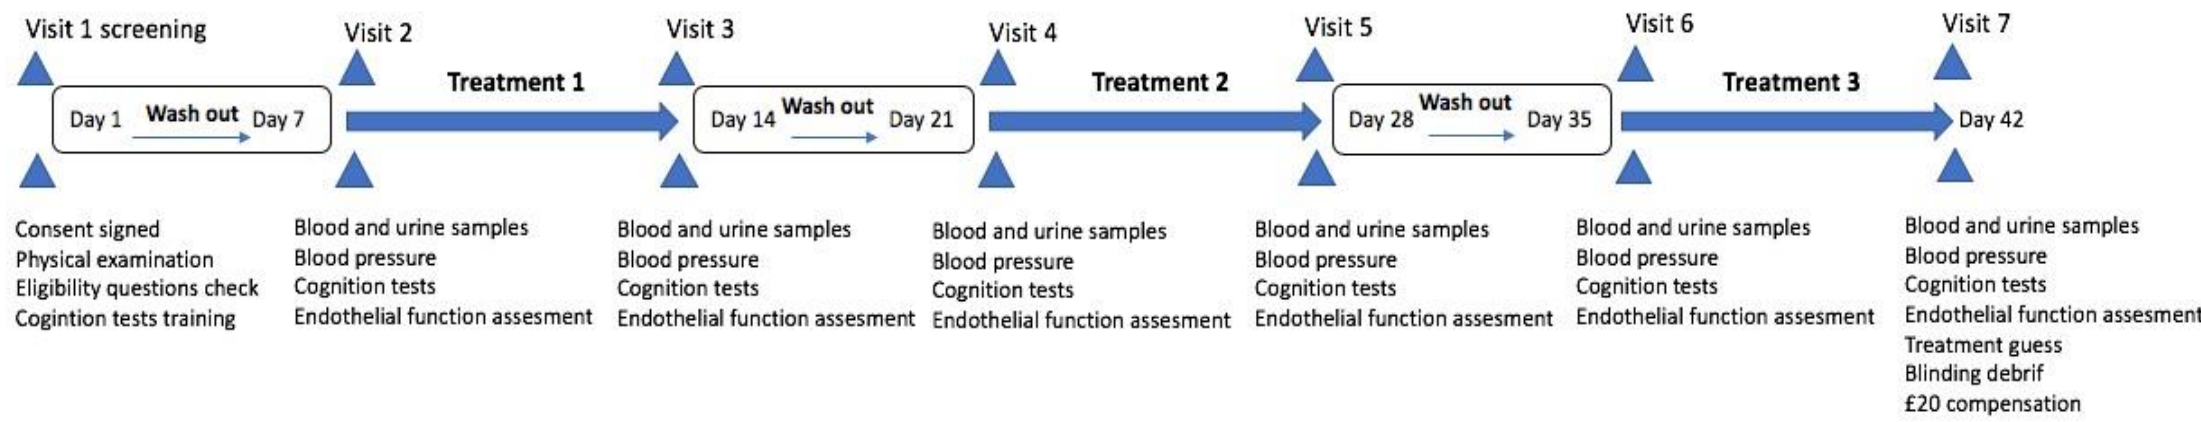 Visit 1 screening
Visit 2
Visit 3
Visit 4
Visit 5
Visit 6
Visit 7
Treatment 1
Treatment 2
Treatment 3
Day 1
Wash out
Day 7
Day 14
Wash out
Day 21
Day 28
Wash out
Day 35
Day 42
Consent signed
Physical examination
Eligibility questions check
Cogintion tests training
Blood and urine samples
Blood pressure
Cognition tests
Endothelial function assesment
Blood and urine samples
Blood pressure
Cognition tests
Endothelial function assesment
Blood and urine samples
Blood pressure
Cognition tests
Endothelial function assesment
Blood and urine samples
Blood pressure
Cognition tests
Endothelial function assesment
Blood and urine samples
Blood pressure
Cognition tests
Endothelial function assesment
Blood and urine samples
Blood pressure
Cognition tests
Endothelial function assesment
Treatment guess
Blinding debrif
£20 compensation